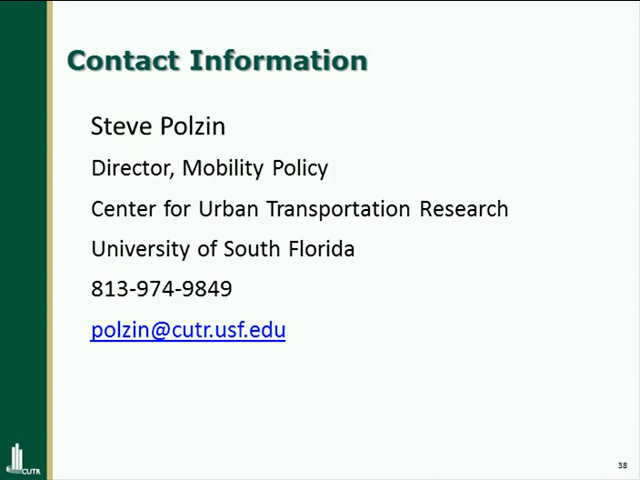 Contact Information
Steve Polzin
Director, Mobility Policy
Center for Urban Transportation Research
University of South Florida
813-974-9849
polzin@cutr.usf.edu
CUTR
38